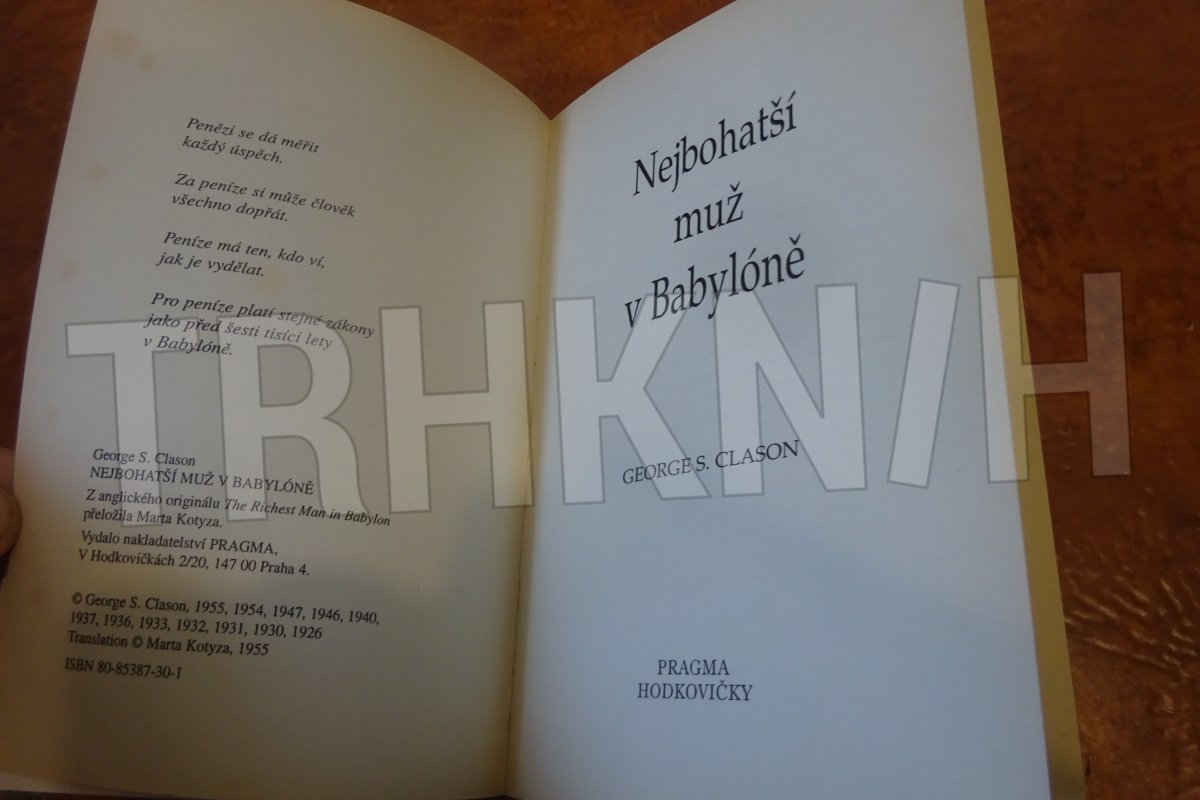 Penězi se dá měřit
každý úspěch.
Za peníze si může člověk
všechno dopřát.
Peníze má ten, kdo ví,
jak je vydělat.
Pro peníze platí stejné zákony
jako před šesti tisíci lety
v Babylóně.
George S. Clason
NEJBOHATŠÍ MUŽ V BABYLÓNĚ
Z anglického originálu The Richest Man in Babylon
přeložila Marta Kotyza.
Vydalo nakladatelství PRAGMA,
V Hodkovičkách 2/20, 147 00 Praha 4.
© George S. Clason, 1955, 1954, 1947, 1946, 1940,
1937, 1936, 1933, 1932, 1931, 1930, 1926
Translation © Marta Kotyza, 1955
ISBN 80-85387-30-1
Nejbohatší
muž
v Babylóně
GEORGE S. CLASON
PRAGMA
HODKOVIČKY
TRHKN/H